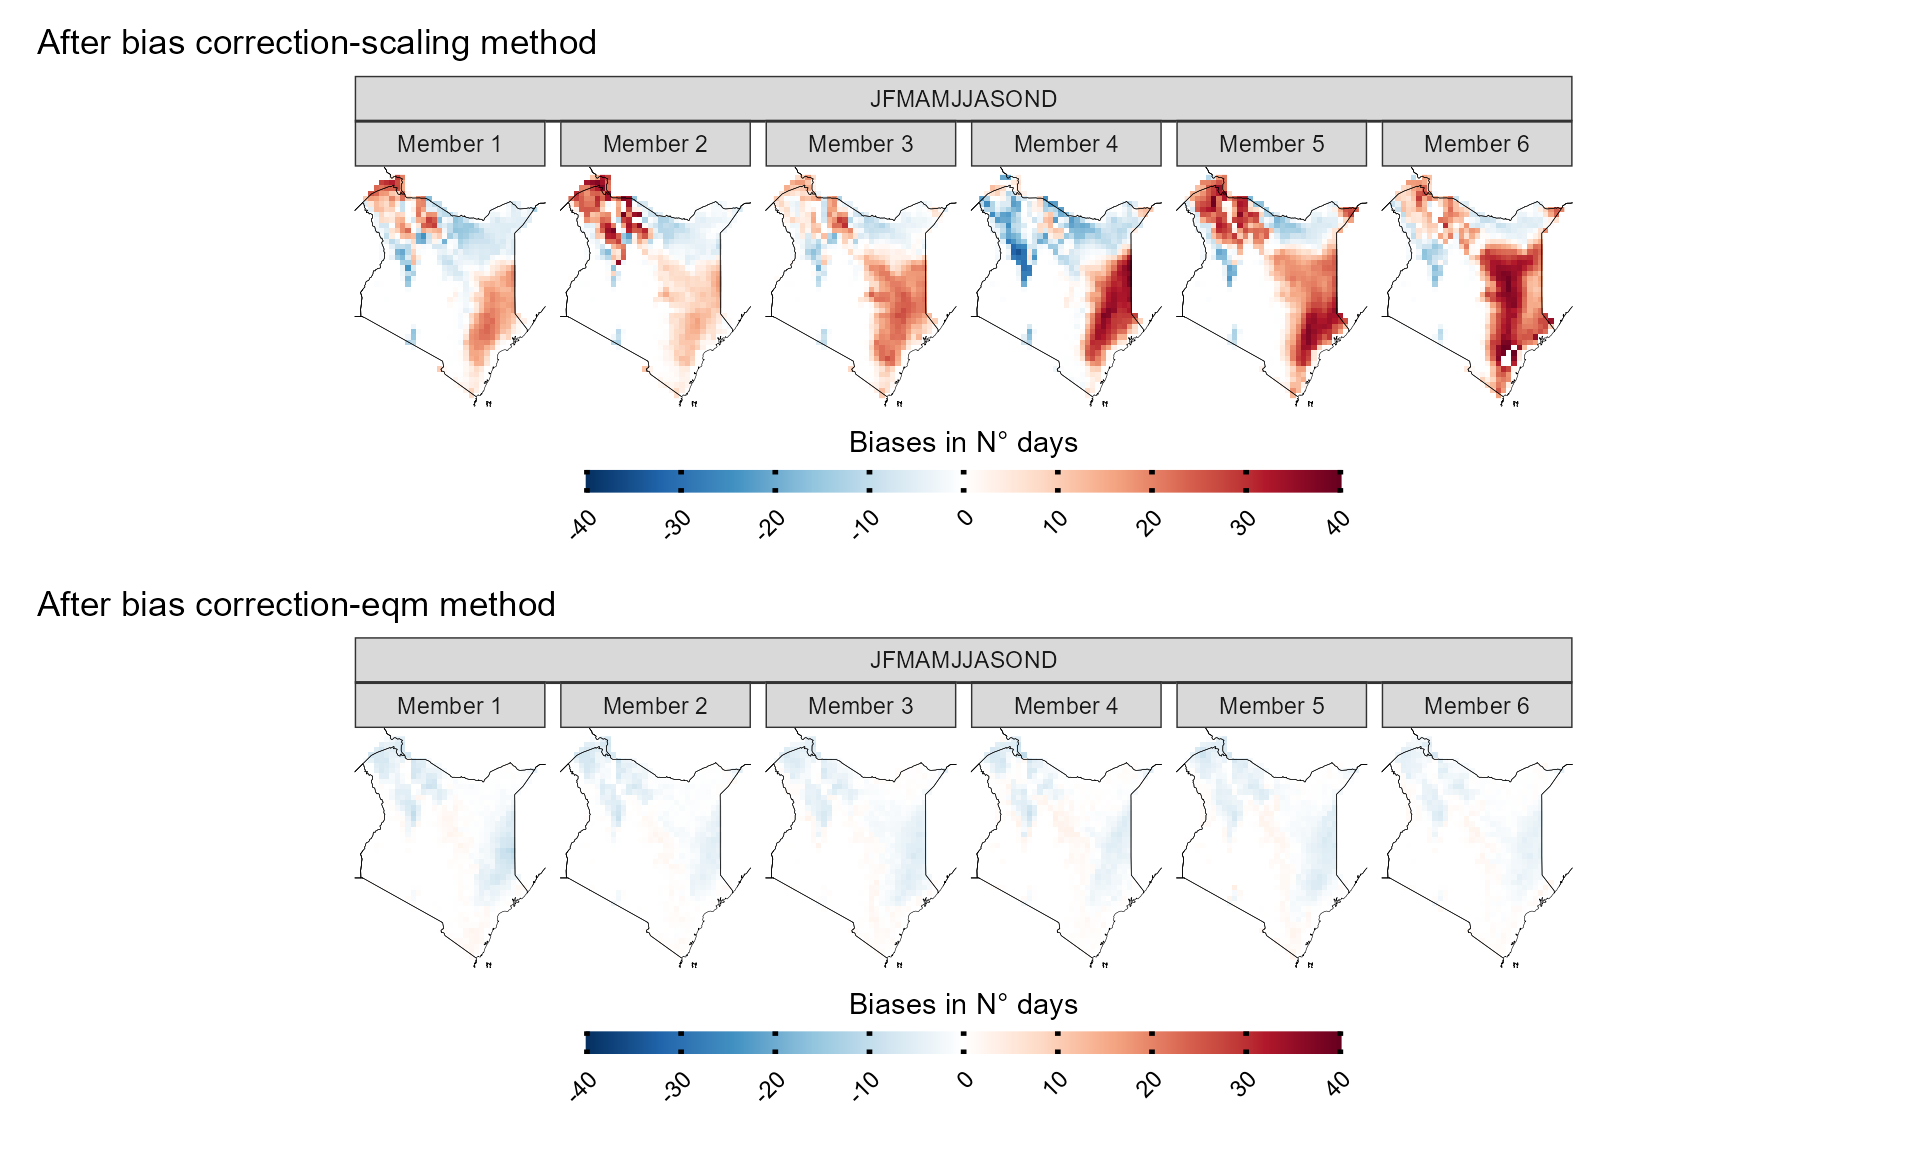 After bias correction-scaling method
JFMAMJJASOND
Member 1 Member 2 Member 3 Member 4 Member 5 Member 6
Biases in N° days
-40 -30 -20 -10 0 10 20 30 40
After bias correction-eqm method
JFMAMJJASOND
Member 1 Member 2 Member 3 Member 4 Member 5 Member 6
Biases in N° days
-40 -30 -20 -10 0 10 20 30 40